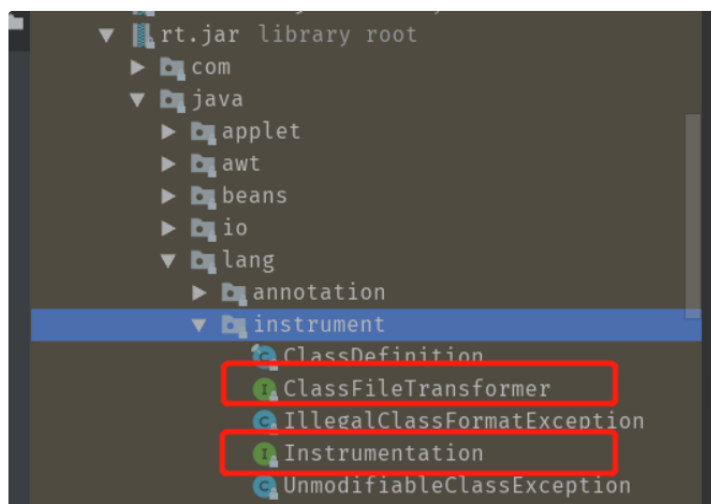 rt.jar library root
com
java
applet
awt
beans
io
lang
annotation
instrument
ClassDefinition
ClassFileTransformer
IllegalClassFormatException
Instrumentation
UnmodifiableClassException